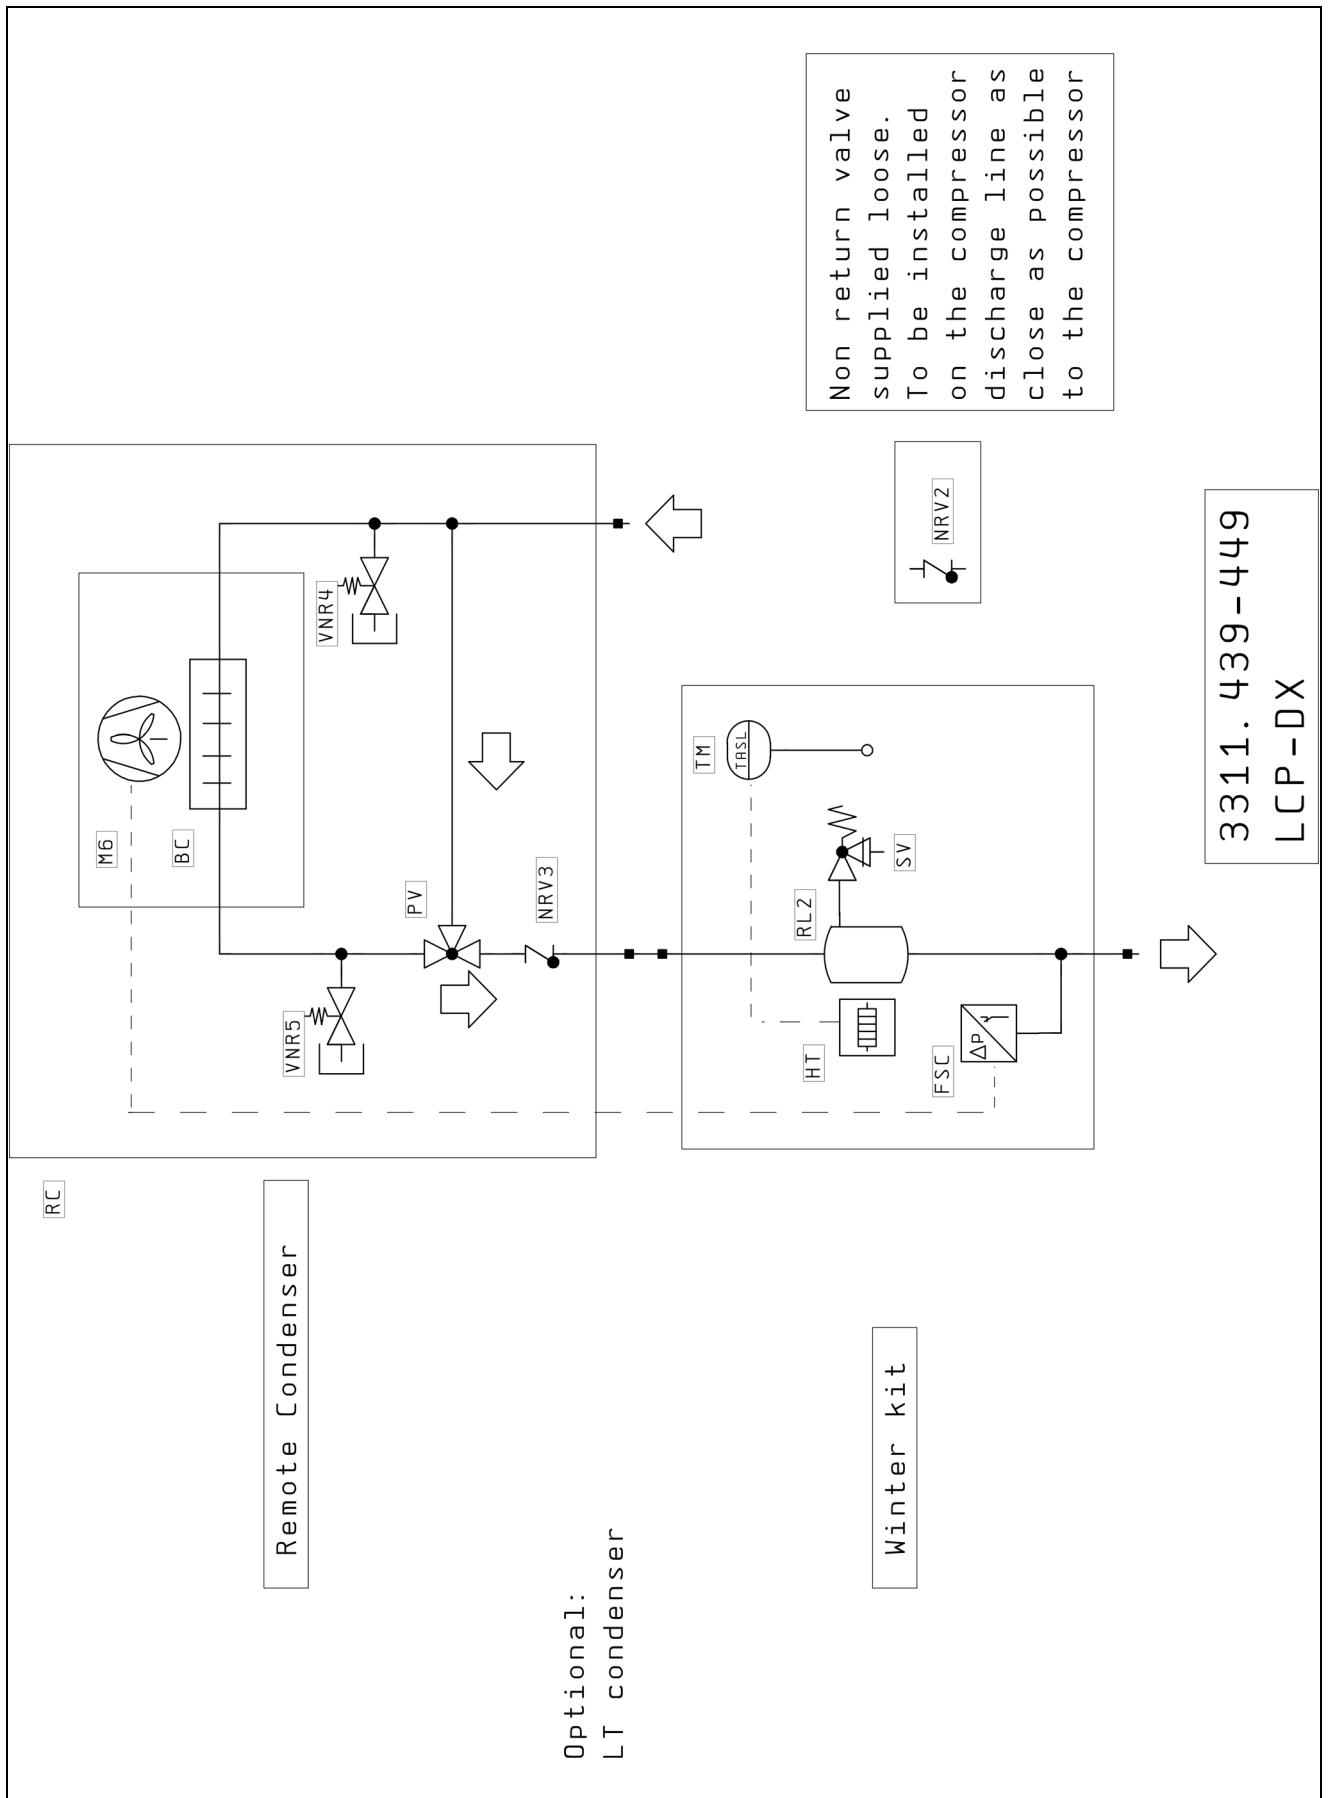 RC
Remote Condenser
M6
BC
VNR5
VNR4
PV
NRV3
Optional:
LT condenser
TM
TASL
RL2
SV
HT
FSC
ΔP
Winter kit
NRV2
Non return valve
supplied loose.
To be installed
on the compressor
discharge line as
close as possible
to the compressor
3311. 439-449
LCP-DX